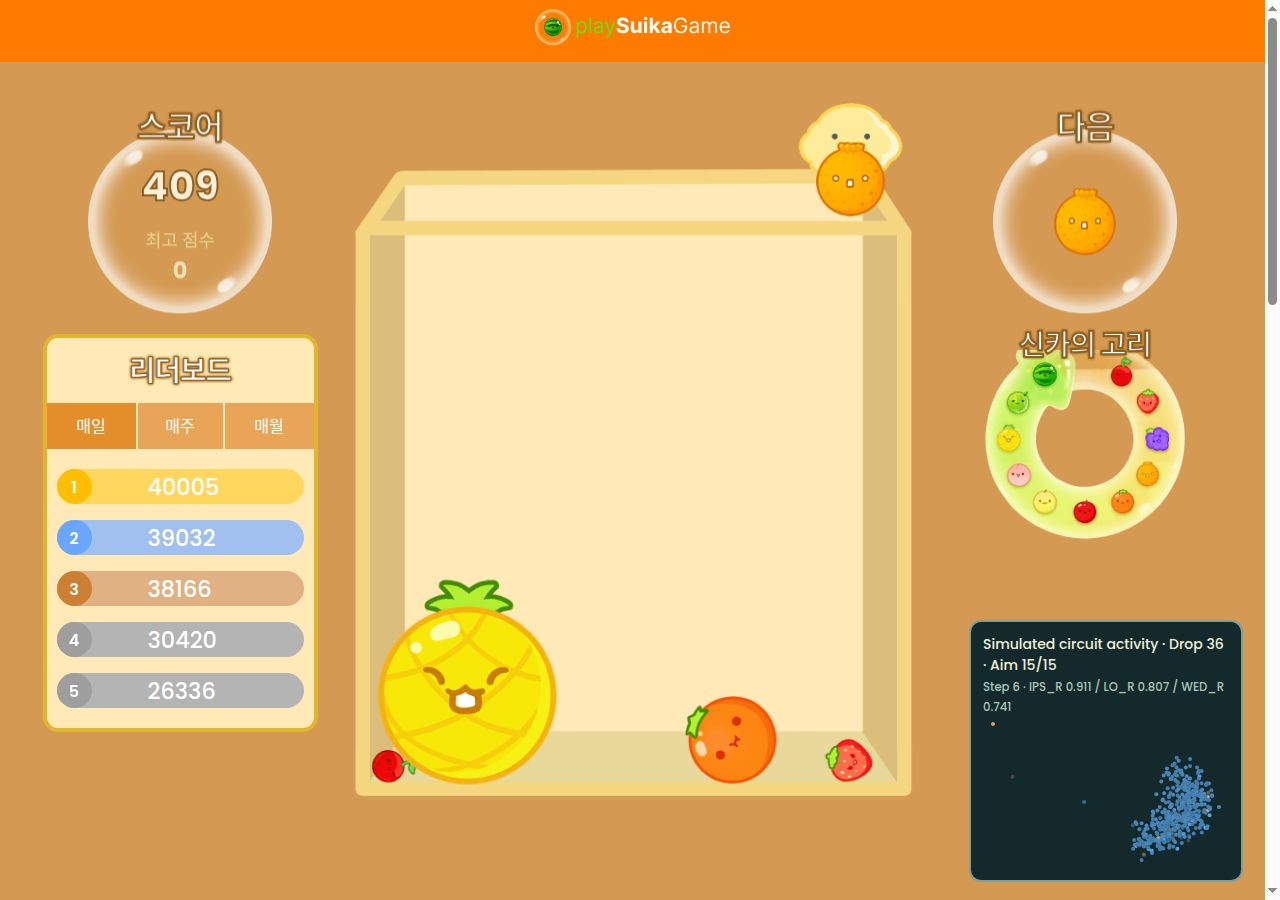 playSuikaGame
스코어
409
최고 점수
0
다음
신카의 고리
리더보드
매일 매주 매월
1 40005
2 39032
3 38166
4 30420
5 26336
Simulated circuit activity · Drop 36
· Aim 15/15
Step 6 · IPS_R 0.911 / LO_R 0.807 / WED_R
0.741